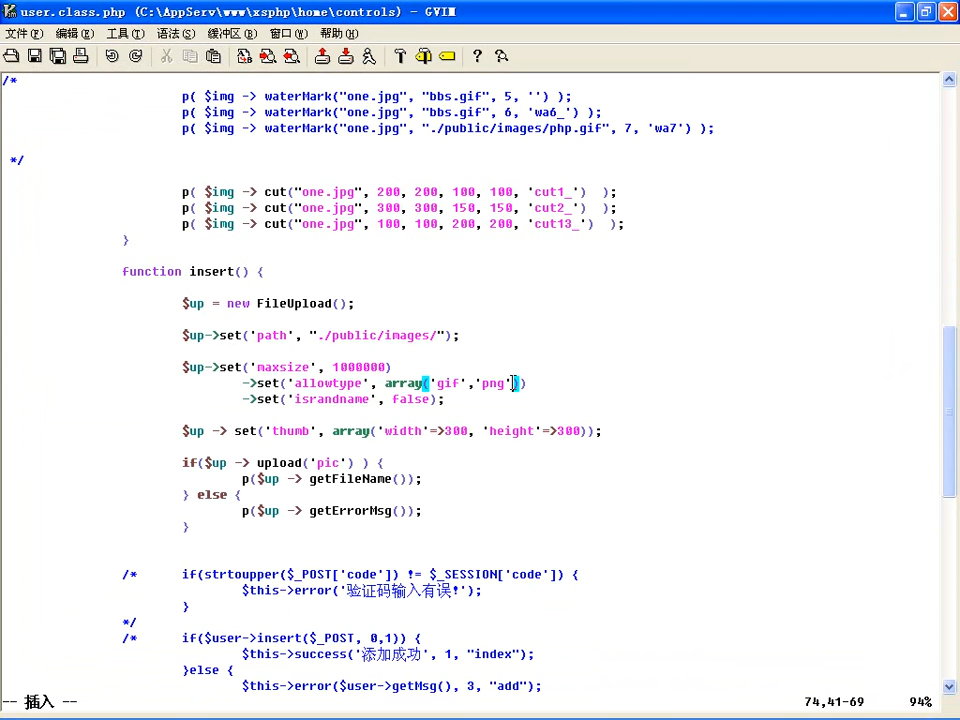 user.class.php (C:\AppServ\www\xsphp\home\controls) - GVIM
文件(F) 编辑(E) 工具(T) 语法(S) 缓冲区(B) 窗口(W) 帮助(H)
/*
p( $img -> waterMark("one.jpg", "bbs.gif", 5, '') );
p( $img -> waterMark("one.jpg", "bbs.gif", 6, 'wa6_') );
p( $img -> waterMark("one.jpg", "./public/images/php.gif", 7, 'wa7') );
*/
p( $img -> cut("one.jpg", 200, 200, 100, 100, 'cut1_') );
p( $img -> cut("one.jpg", 300, 300, 150, 150, 'cut2_') );
p( $img -> cut("one.jpg", 100, 100, 200, 200, 'cut13_') );
}
function insert() {
$up = new FileUpload();
$up->set('path', "./public/images/");
$up->set('maxsize', 1000000)
->set('allowtype', array('gif','png'))
->set('israndname', false);
$up -> set('thumb', array('width'=>300, 'height'=>300));
if($up -> upload('pic') ) {
p($up -> getFileName());
} else {
p($up -> getErrorMsg());
}
/* if(strtoupper($_POST['code']) != $_SESSION['code']) {
$this->error('验证码输入有误!');
}
*/
/* if($user->insert($_POST, 0,1)) {
$this->success('添加成功', 1, "index");
}else {
$this->error($user->getMsg(), 3, "add");
-- 插入 -- 74,41-69 94%